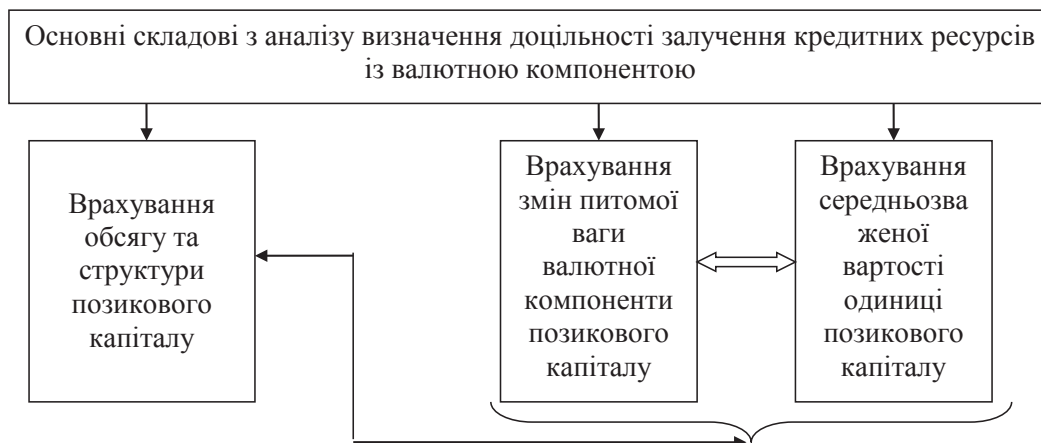 Основні складові з аналізу визначення доцільності залучення кредитних ресурсів
із валютною компонентою
Врахування
обсягу та
структури
позикового
капіталу
Врахування
змін питомої
ваги
валютної
компоненти
позикового
капіталу
Врахування
середньозва
женої
вартості
одиниці
позикового
капіталу